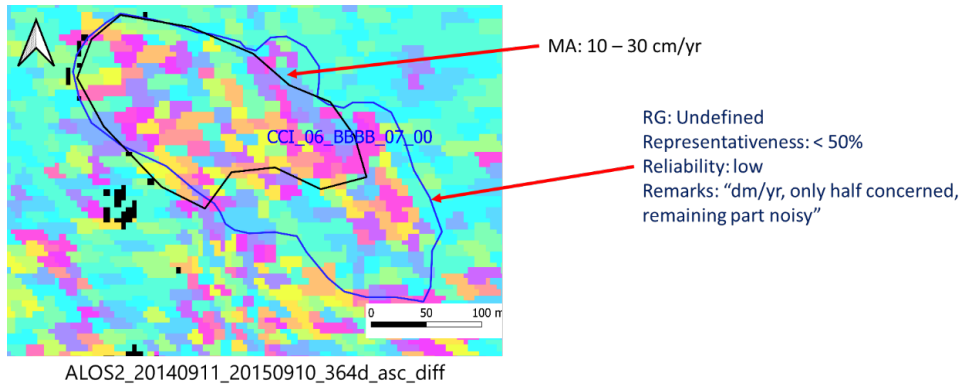 MA: 10 – 30 cm/yr
CCI_06_BBBB_07_00
RG: Undefined
Representativeness: < 50%
Reliability: low
Remarks: “dm/yr, only half concerned,
remaining part noisy”
0 50 100 m
ALOS2_20140911_20150910_364d_asc_diff